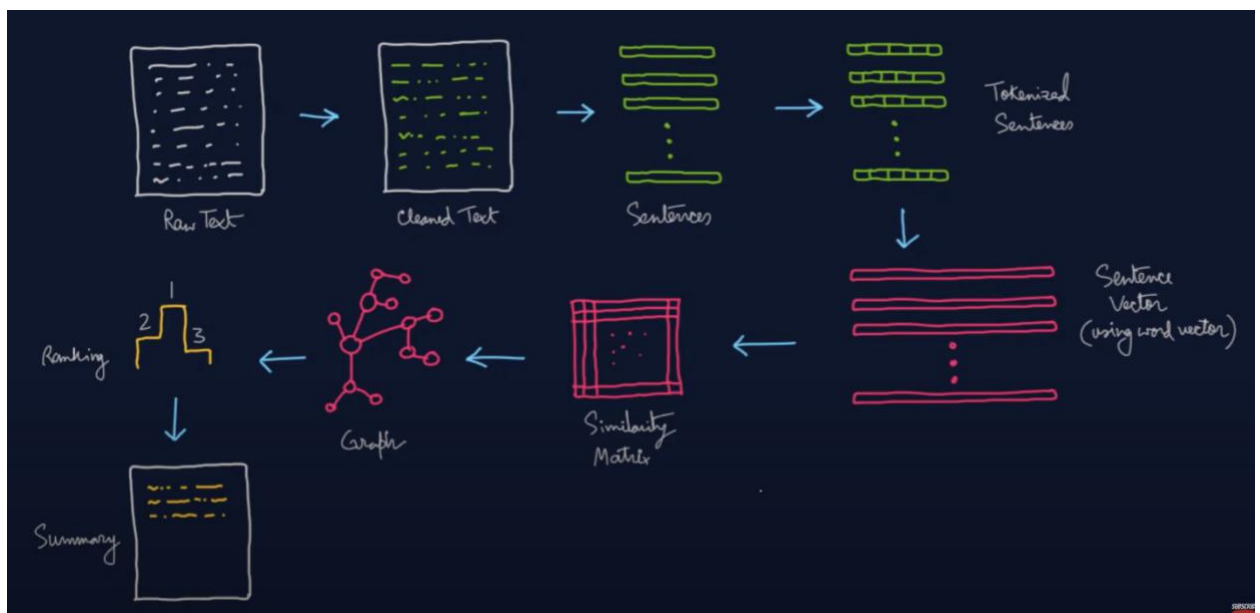 Raw Text
Cleaned Text
Sentences
Tokenized
Sentences
Sentence
Vector
(using word vector)
Similarity
Matrix
Graph
1
2
3
Ranking
Summary
SUBSCRIBE